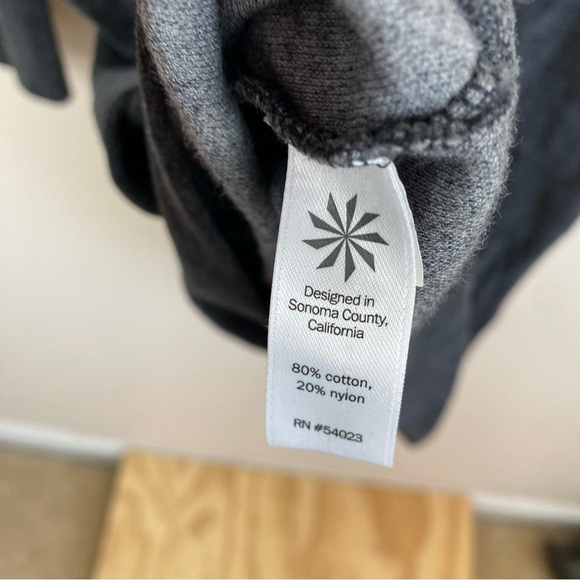 Designed in
Sonoma County,
California
80% cotton,
20% nylon
RN #54023